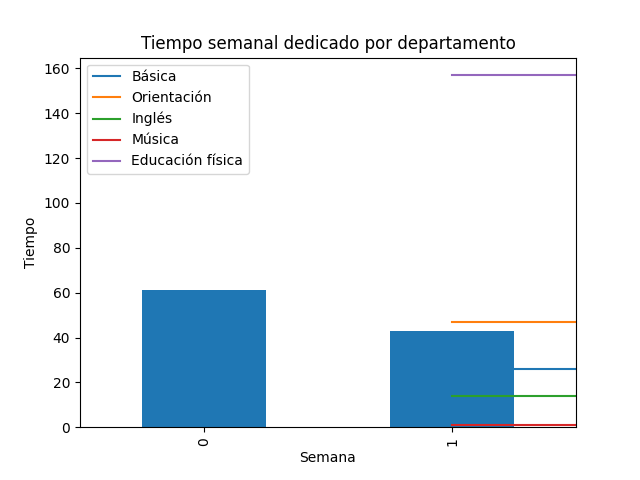 Tiempo semanal dedicado por departamento
160
140
120
100
80
60
40
20
0
Tiempo
Básica
Orientación
Inglés
Música
Educación física
0
1
Semana